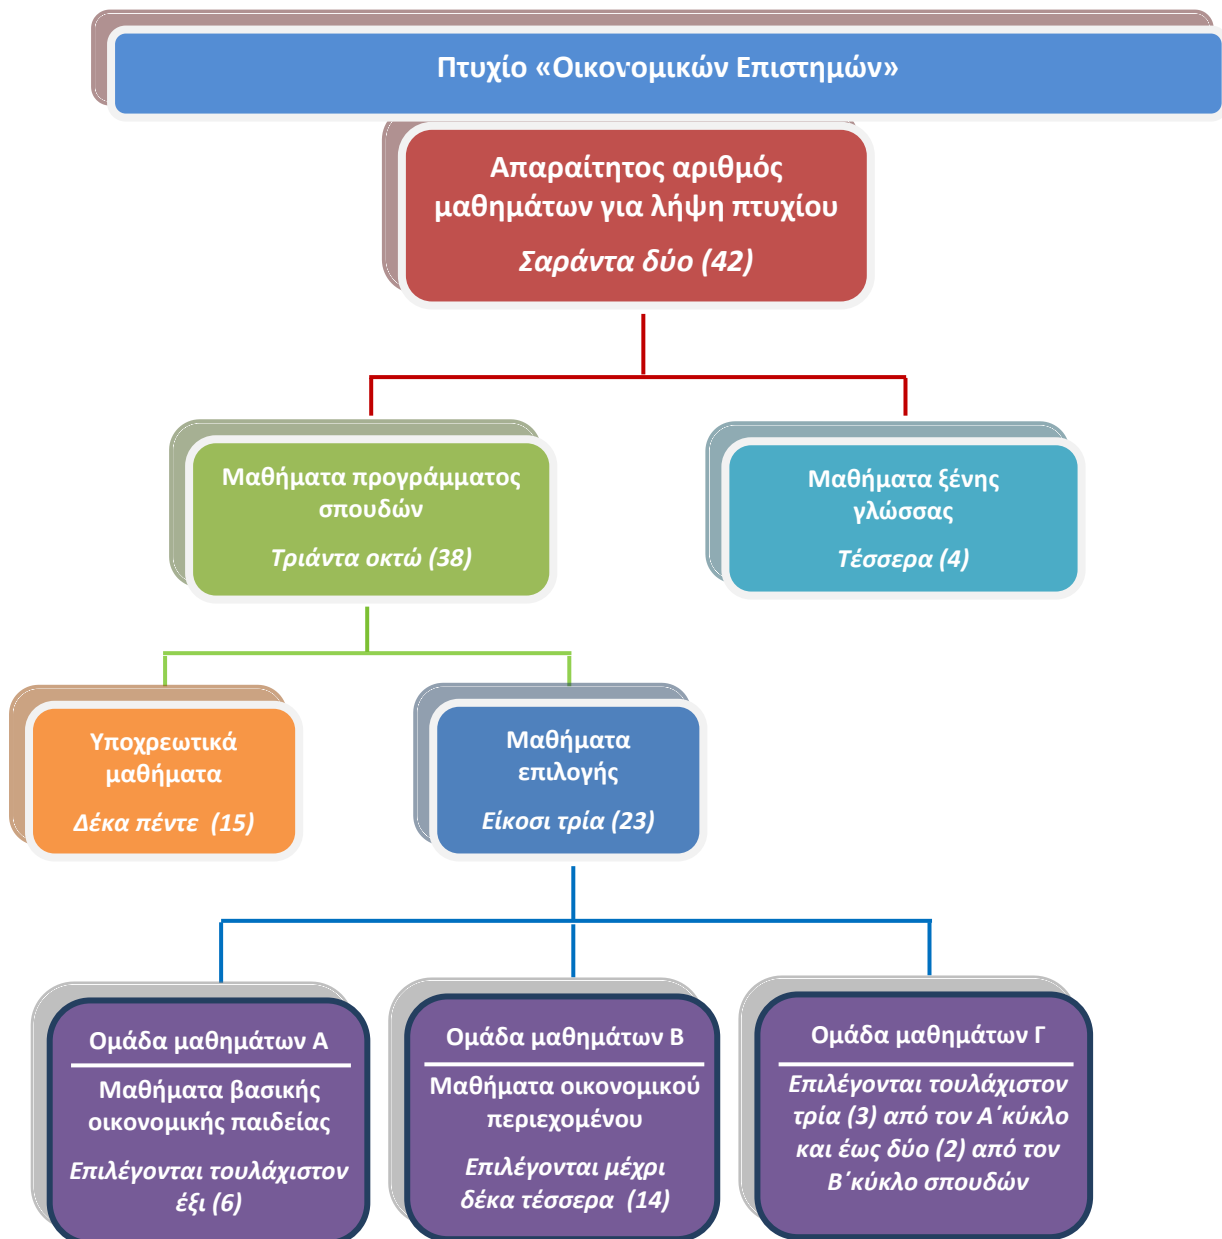 Πτυχίο «Οικονομικών Επιστημών»
Απαραίτητος αριθμός
μαθημάτων για λήψη πτυχίου
Σαράντα δύο (42)
Μαθήματα προγράμματος
σπουδών
Τριάντα οκτώ (38)
Μαθήματα ξένης
γλώσσας
Τέσσερα (4)
Υποχρεωτικά
μαθήματα
Δέκα πέντε (15)
Μαθήματα
επιλογής
Είκοσι τρία (23)
Ομάδα μαθημάτων Α
Μαθήματα βασικής
οικονομικής παιδείας
Επιλέγονται τουλάχιστον
έξι (6)
Ομάδα μαθημάτων Β
Μαθήματα οικονομικού
περιεχομένου
Επιλέγονται μέχρι
δέκα τέσσερα (14)
Ομάδα μαθημάτων Γ
Επιλέγονται τουλάχιστον
τρία (3) από τον Α΄κύκλο
και έως δύο (2) από τον
Β΄κύκλο σπουδών